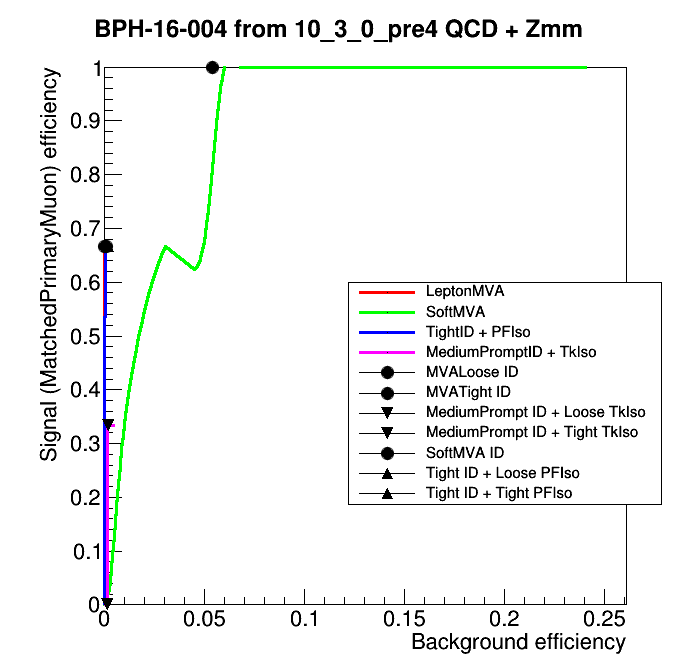 BPH-16-004 from 10_3_0_pre4 QCD + Zmm
Signal (MatchedPrimaryMuon) efficiency
1
0.9
0.8
0.7
0.6
0.5
0.4
0.3
0.2
0.1
0
LeptonMVA
SoftMVA
TightID + PFIso
MediumPromptID + TkIso
MVALoose ID
MVATight ID
MediumPrompt ID + Loose TkIso
MediumPrompt ID + Tight TkIso
SoftMVA ID
Tight ID + Loose PFIso
Tight ID + Tight PFIso
0 0.05 0.1 0.15 0.2 0.25
Background efficiency